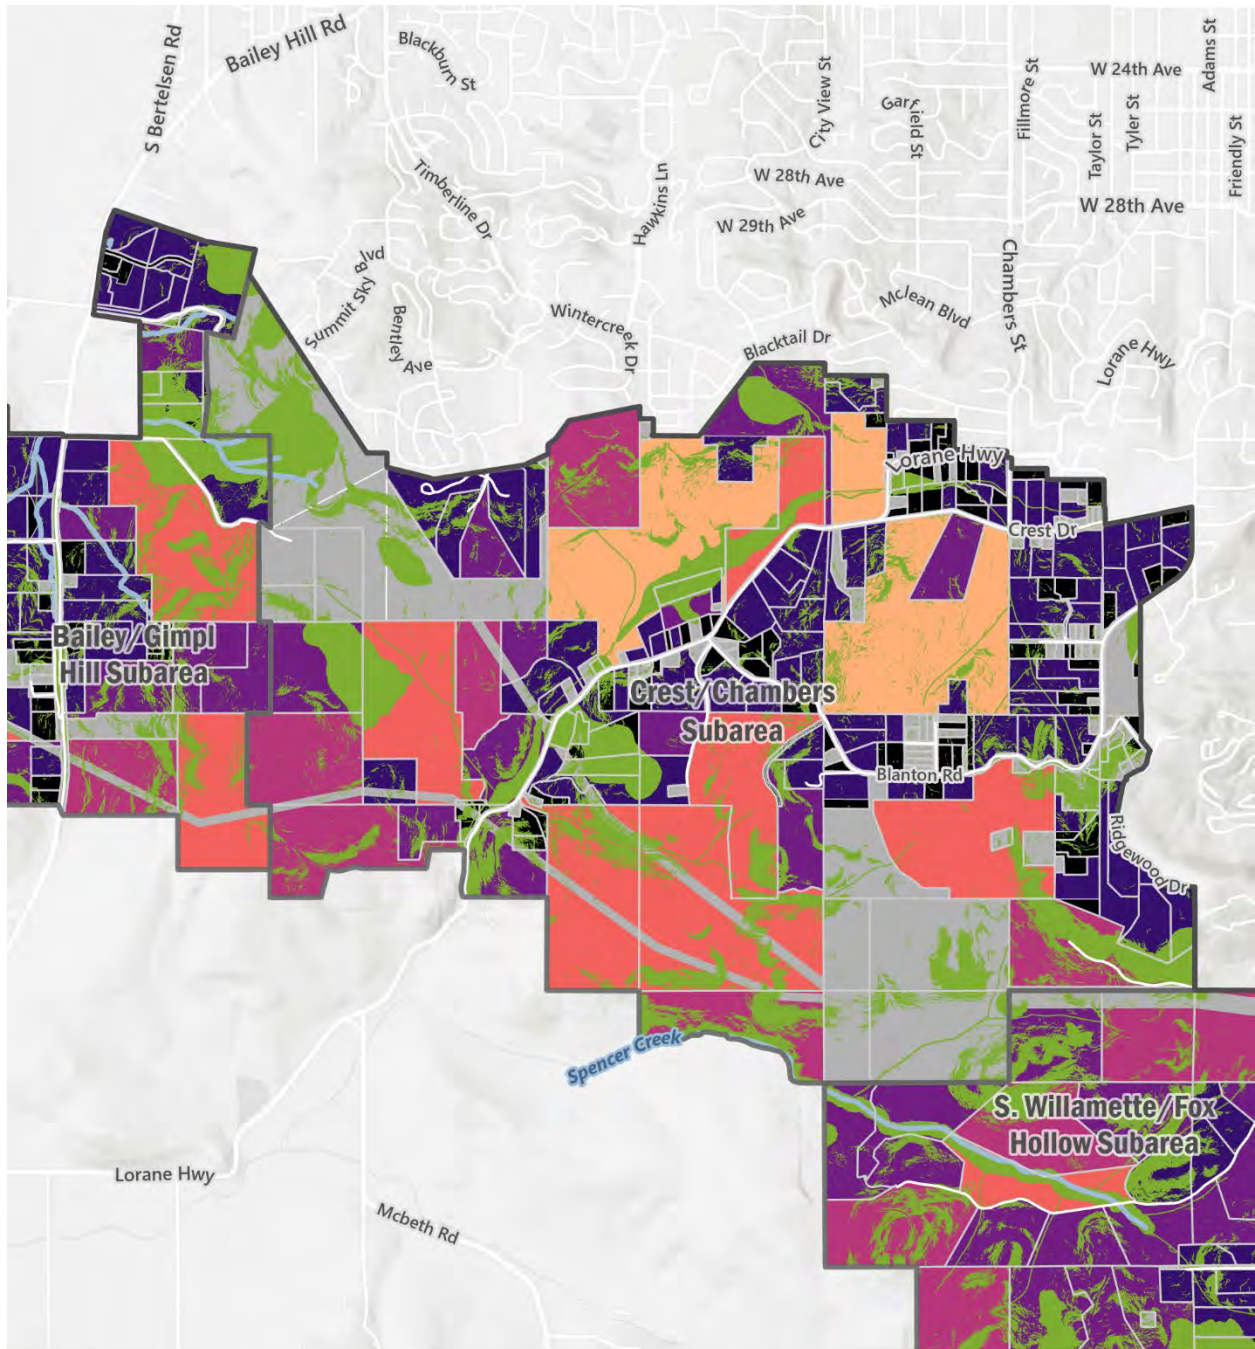 Bailey Hill Rd
S Bertelsen Rd
Blackburn St
City View St
Garfield St
Fillmore St
W 24th Ave
Adams St
Taylor St
Tyler St
Friendly St
Timberline Dr
Hawkins Ln
W 28th Ave
W 28th Ave
W 29th Ave
Summit Sky Blvd
Bentley Ave
Wintercreek Dr
Blacktail Dr
Mclean Blvd
Chambers St
Lorane Hwy
Lorane Hwy
Crest Dr
Bailey/Gimpl
Hill Subarea
Crest/Chambers
Subarea
Blanton Rd
Ridgewood Dr
Spencer Creek
S. Willamette/Fox
Hollow Subarea
Lorane Hwy
Mcbeth Rd